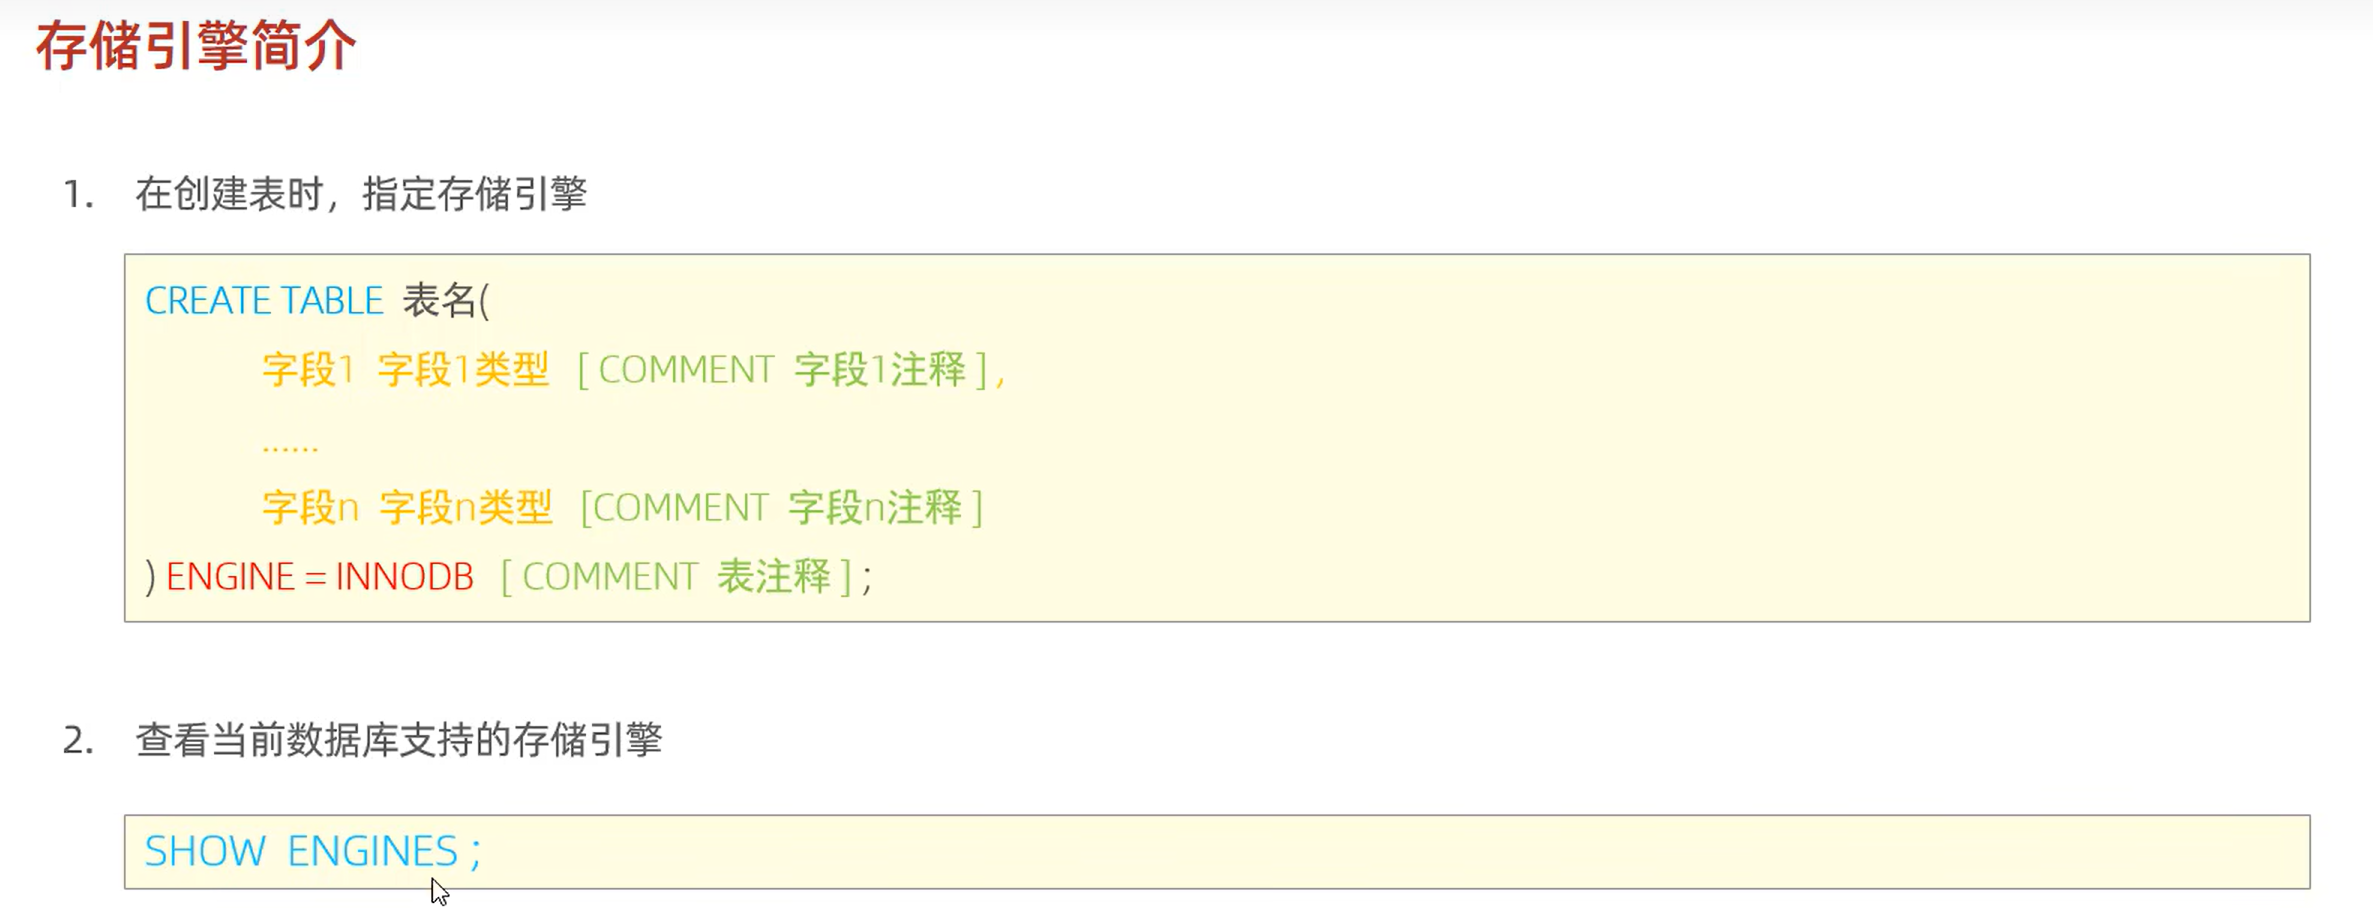 存储引擎简介
1. 在创建表时，指定存储引擎
CREATE TABLE 表名(
字段1 字段1类型 [ COMMENT 字段1注释 ] ,
......
字段n 字段n类型 [COMMENT 字段n注释 ]
) ENGINE = INNODB [ COMMENT 表注释 ] ;
2. 查看当前数据库支持的存储引擎
SHOW ENGINES ;